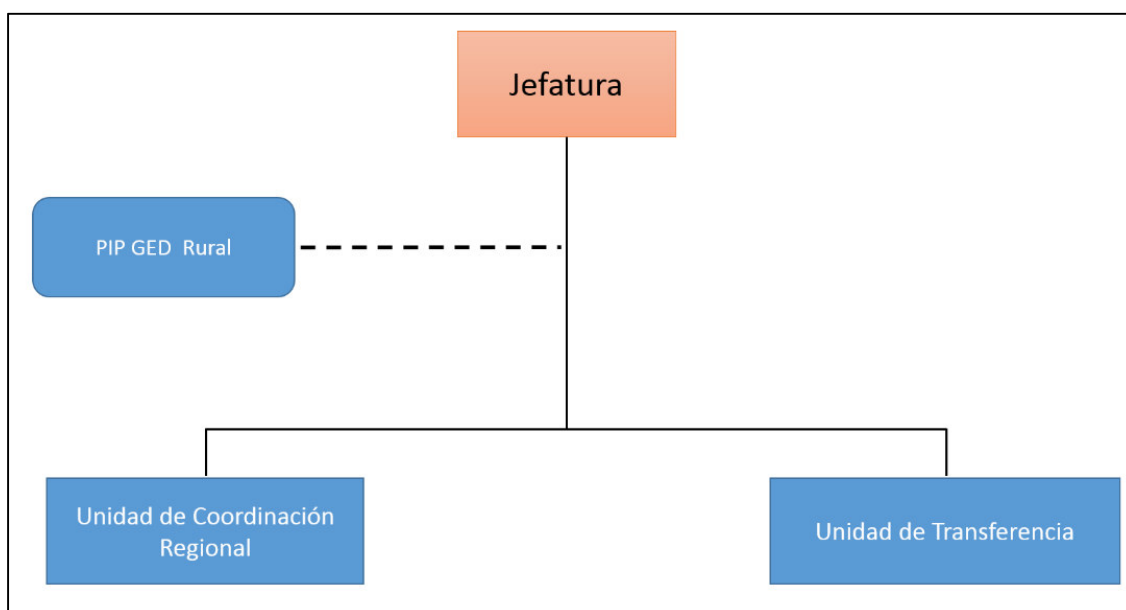 Jefatura
PIP GED Rural
Unidad de Coordinación
Regional
Unidad de Transferencia